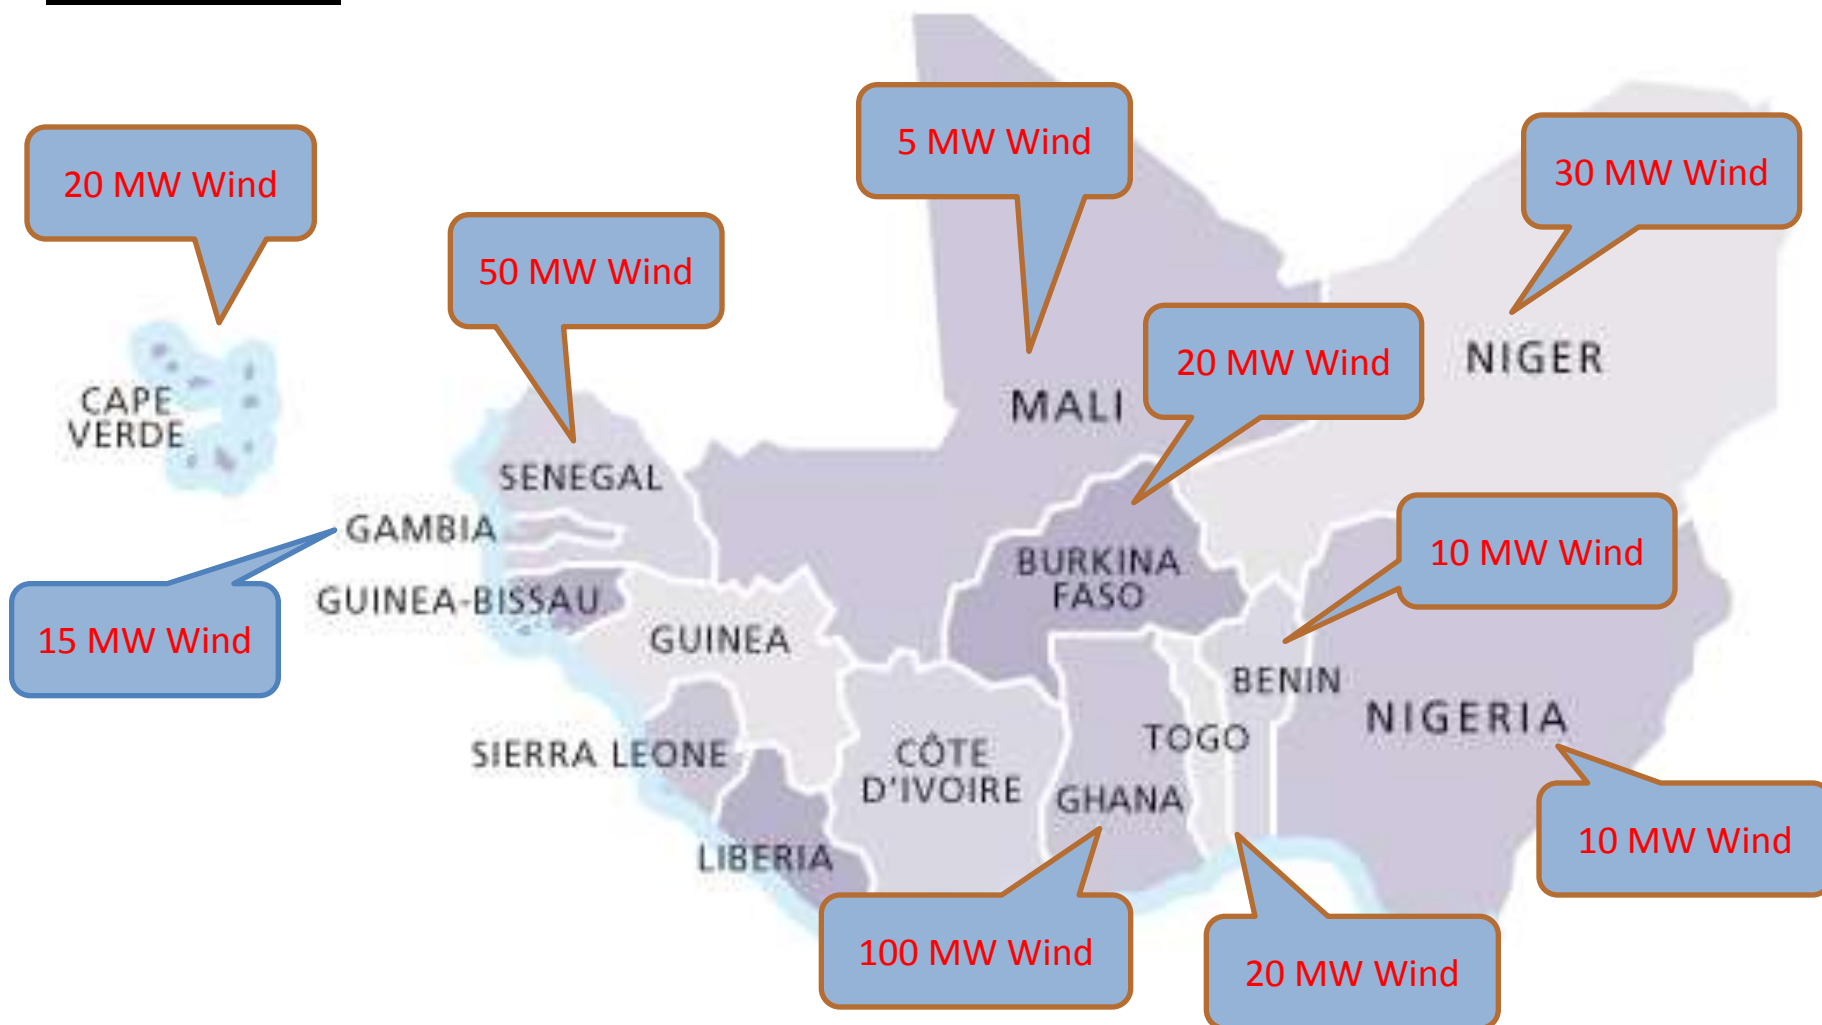 5 MW Wind
20 MW Wind
30 MW Wind
50 MW Wind
20 MW Wind
NIGER
CAPE
VERDE
MALI
SENEGAL
GAMBIA
10 MW Wind
BURKINA
FASO
GUINEA-BISSAU
15 MW Wind
GUINEA
BENIN
NIGERIA
SIERRA LEONE
CÔTE
D'IVOIRE
TOGO
GHANA
LIBERIA
10 MW Wind
100 MW Wind
20 MW Wind